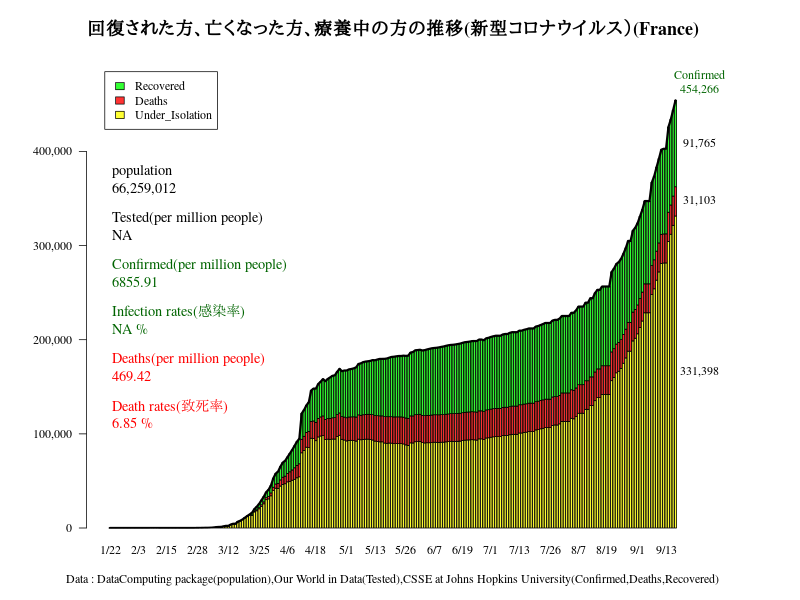 回復された方、亡くなった方、療養中の方の推移(新型コロナウイルス）(France)
Recovered
Deaths
Under_Isolation
Confirmed
454,266
91,765
31,103
331,398
population
66,259,012
Tested(per million people)
NA
Confirmed(per million people)
6855.91
Infection rates(感染率)
NA %
Deaths(per million people)
469.42
Death rates(致死率)
6.85 %
400,000
300,000
200,000
100,000
0
1/22 2/3 2/15 2/28 3/12 3/25 4/6 4/18 5/1 5/13 5/26 6/7 6/19 7/1 7/13 7/26 8/7 8/19 9/1 9/13
Data : DataComputing package(population),Our World in Data(Tested),CSSE at Johns Hopkins University(Confirmed,Deaths,Recovered)